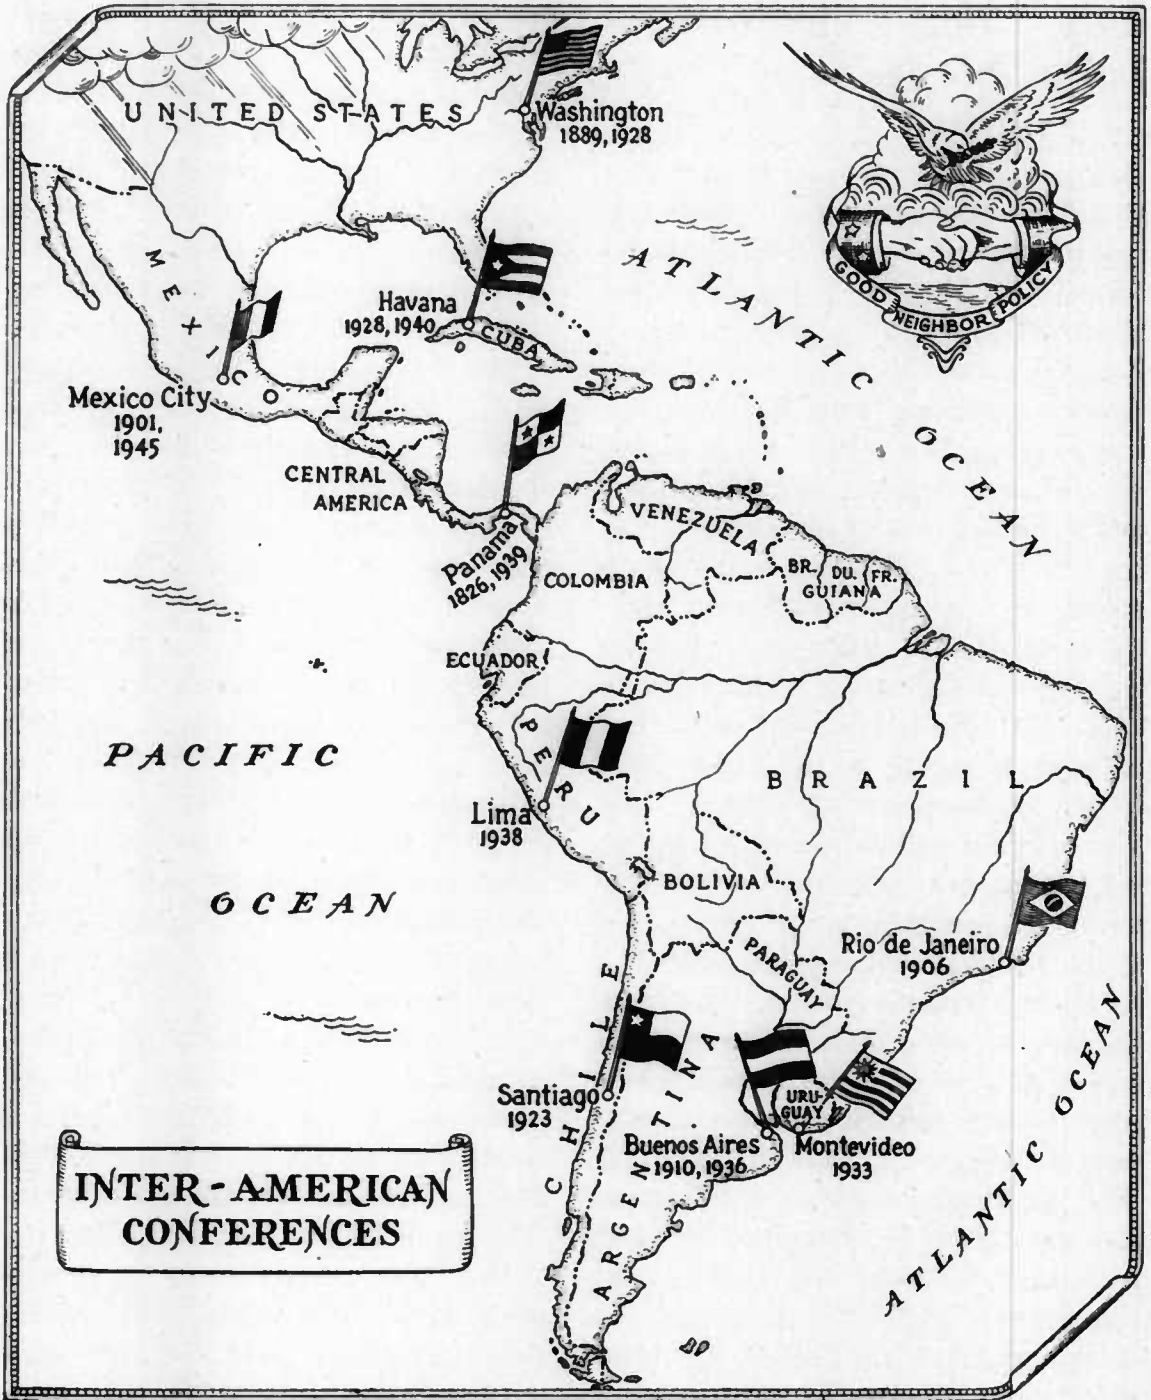 UNITED STATES
Washington
1889, 1928
GOOD
NEIGHBOR
POLICY
MEXICO
Havana
1928, 1940
CUBA
ATLANTIC OCEAN
Mexico City
1901,
1945
CENTRAL
AMERICA
Panama
1826, 1939
VENEZUELA
COLOMBIA
BR. DU. FR.
GUIANA
ECUADOR
PERU
PACIFIC
OCEAN
BRAZIL
Lima
1938
BOLIVIA
Rio de Janeiro
1906
PARAGUAY
CHILE
ARGENTINA
Santiago
1923
URU-
GUAY
Buenos Aires
1910, 1936
Montevideo
1933
ATLANTIC OCEAN
INTER-AMERICAN
CONFERENCES